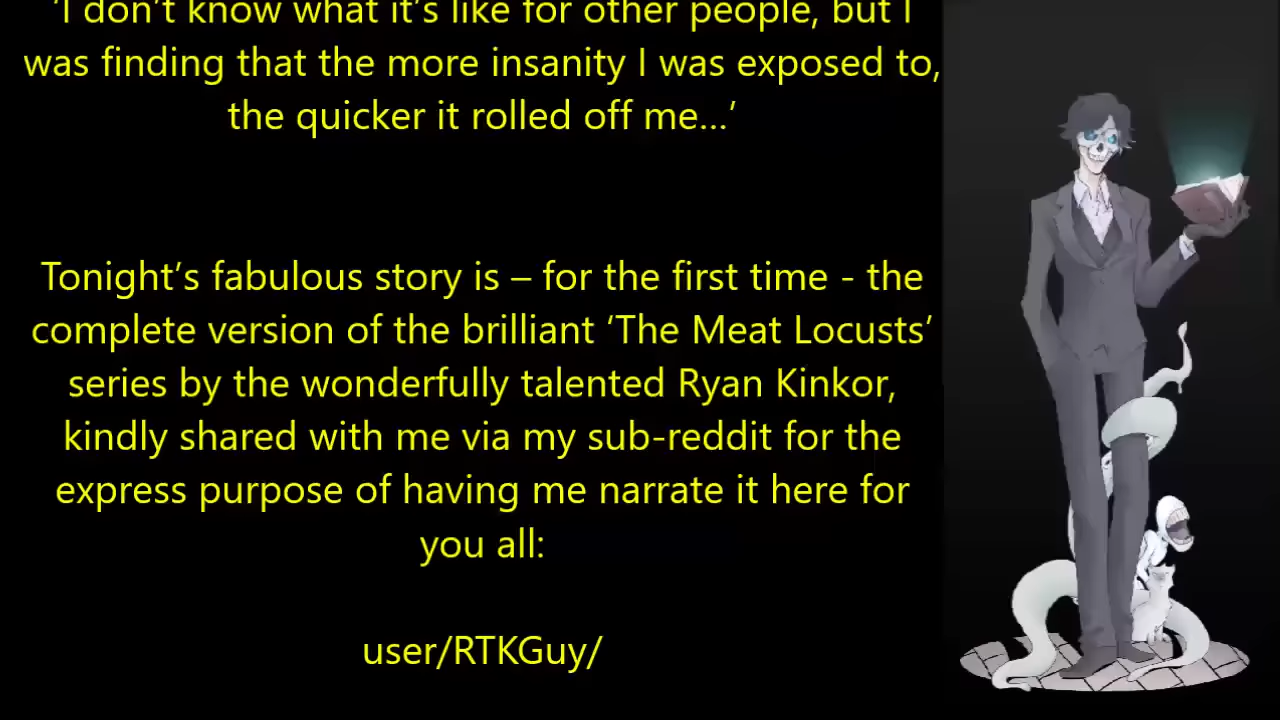 ‘I don’t know what it’s like for other people, but I
was finding that the more insanity I was exposed to,
the quicker it rolled off me…’
Tonight’s fabulous story is – for the first time - the
complete version of the brilliant ‘The Meat Locusts’
series by the wonderfully talented Ryan Kinkor,
kindly shared with me via my sub-reddit for the
express purpose of having me narrate it here for
you all:
user/RTKGuy/